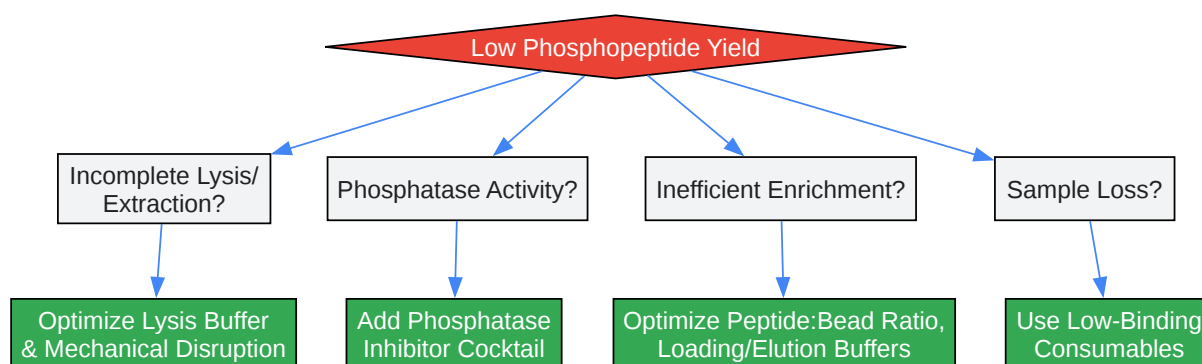 Low Phosphopeptide Yield
Incomplete Lysis/
Extraction?
Phosphatase Activity?
Inefficient Enrichment?
Sample Loss?
Optimize Lysis Buffer
& Mechanical Disruption
Add Phosphatase
Inhibitor Cocktail
Optimize Peptide:Bead Ratio,
Loading/Elution Buffers
Use Low-Binding
Consumables